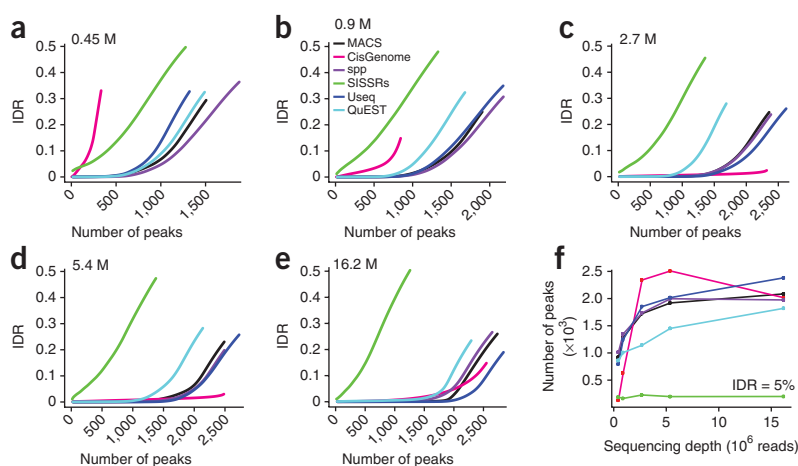 a
0.45 M
IDR
0.5
0.4
0.3
0.2
0.1
0
0
500
1,000
1,500
Number of peaks
b
0.9 M
MACS
CisGenome
spp
SISSRs
Useq
QuEST
IDR
0.5
0.4
0.3
0.2
0.1
0
0
500
1,000
1,500
2,000
Number of peaks
c
2.7 M
IDR
0.5
0.4
0.3
0.2
0.1
0
0
500
1,000
1,500
2,000
2,500
Number of peaks
d
5.4 M
IDR
0.5
0.4
0.3
0.2
0.1
0
0
500
1,000
1,500
2,000
2,500
Number of peaks
e
16.2 M
IDR
0.5
0.4
0.3
0.2
0.1
0
0
500
1,000
1,500
2,000
2,500
Number of peaks
f
Number of peaks
(×10³)
2.5
2.0
1.5
1.0
0.5
IDR = 5%
0
5
10
15
Sequencing depth (10⁶ reads)